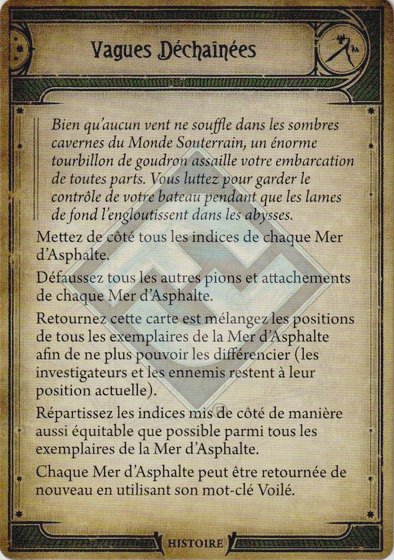 Vagues Déchaînées
Bien qu'aucun vent ne souffle dans les sombres
cavernes du Monde Souterrain, un énorme
tourbillon de goudron assaille votre embarcation
de toutes parts. Vous luttez pour garder le
contrôle de votre bateau pendant que les lames
de fond l'engloutissent dans les abysses.
Mettez de côté tous les indices de chaque Mer
d'Asphalte.
Défaussez tous les autres pions et attachements
de chaque Mer d'Asphalte.
Retournez cette carte est mélangez les positions
de tous les exemplaires de la Mer d'Asphalte
afin de ne plus pouvoir les différencier (les
investigateurs et les ennemis restent à leur
position actuelle).
Répartissez les indices mis de côté de manière
aussi équitable que possible parmi tous les
exemplaires de la Mer d'Asphalte.
Chaque Mer d'Asphalte peut être retournée de
nouveau en utilisant son mot-clé Voilé.
HISTOIRE